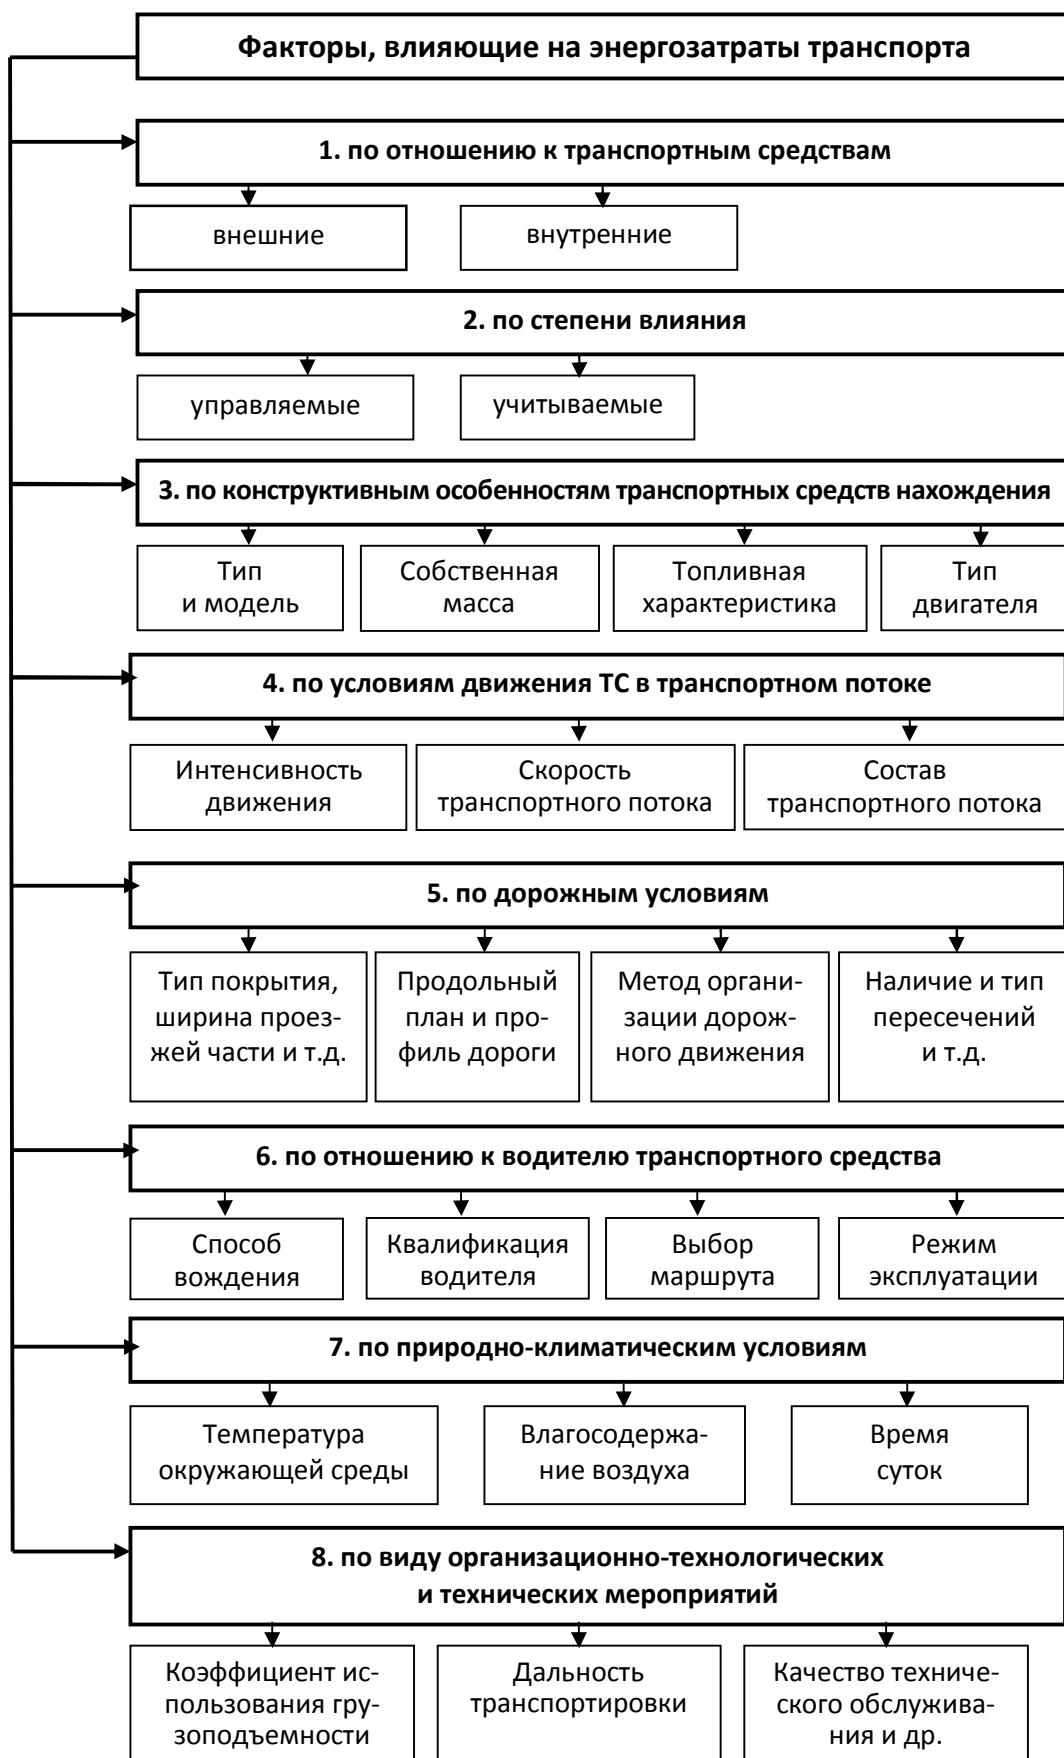 Факторы, влияющие на энергозатраты транспорта
1. по отношению к транспортным средствам
внешние
внутренние
2. по степени влияния
управляемые
учитываемые
3. по конструктивным особенностям транспортных средств нахождения
Тип
и модель
Собственная
масса
Топливная
характеристика
Тип
двигателя
4. по условиям движения ТС в транспортном потоке
Интенсивность
движения
Скорость
транспортного потока
Состав
транспортного потока
5. по дорожным условиям
Тип покрытия,
ширина проез-
жей части и т.д.
Продольный
план и про-
филь дороги
Метод органи-
зации дорож-
ного движения
Наличие и тип
пересечений
и т.д.
6. по отношению к водителю транспортного средства
Способ
вождения
Квалификация
водителя
Выбор
маршрута
Режим
эксплуатации
7. по природно-климатическим условиям
Температура
окружающей среды
Влагосодержа-
ние воздуха
Время
суток
8. по виду организационно-технологических
и технических мероприятий
Коэффициент ис-
пользования гру-
зоподъемности
Дальность
транспортировки
Качество техниче-
ского обслужива-
ния и др.